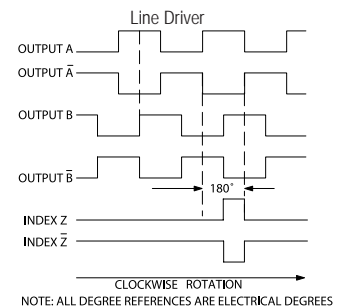 Line Driver
OUTPUT A
OUTPUT A̅
OUTPUT B
OUTPUT B̅
180°
INDEX Z
INDEX Z̅
CLOCKWISE ROTATION
NOTE: ALL DEGREE REFERENCES ARE ELECTRICAL DEGREES